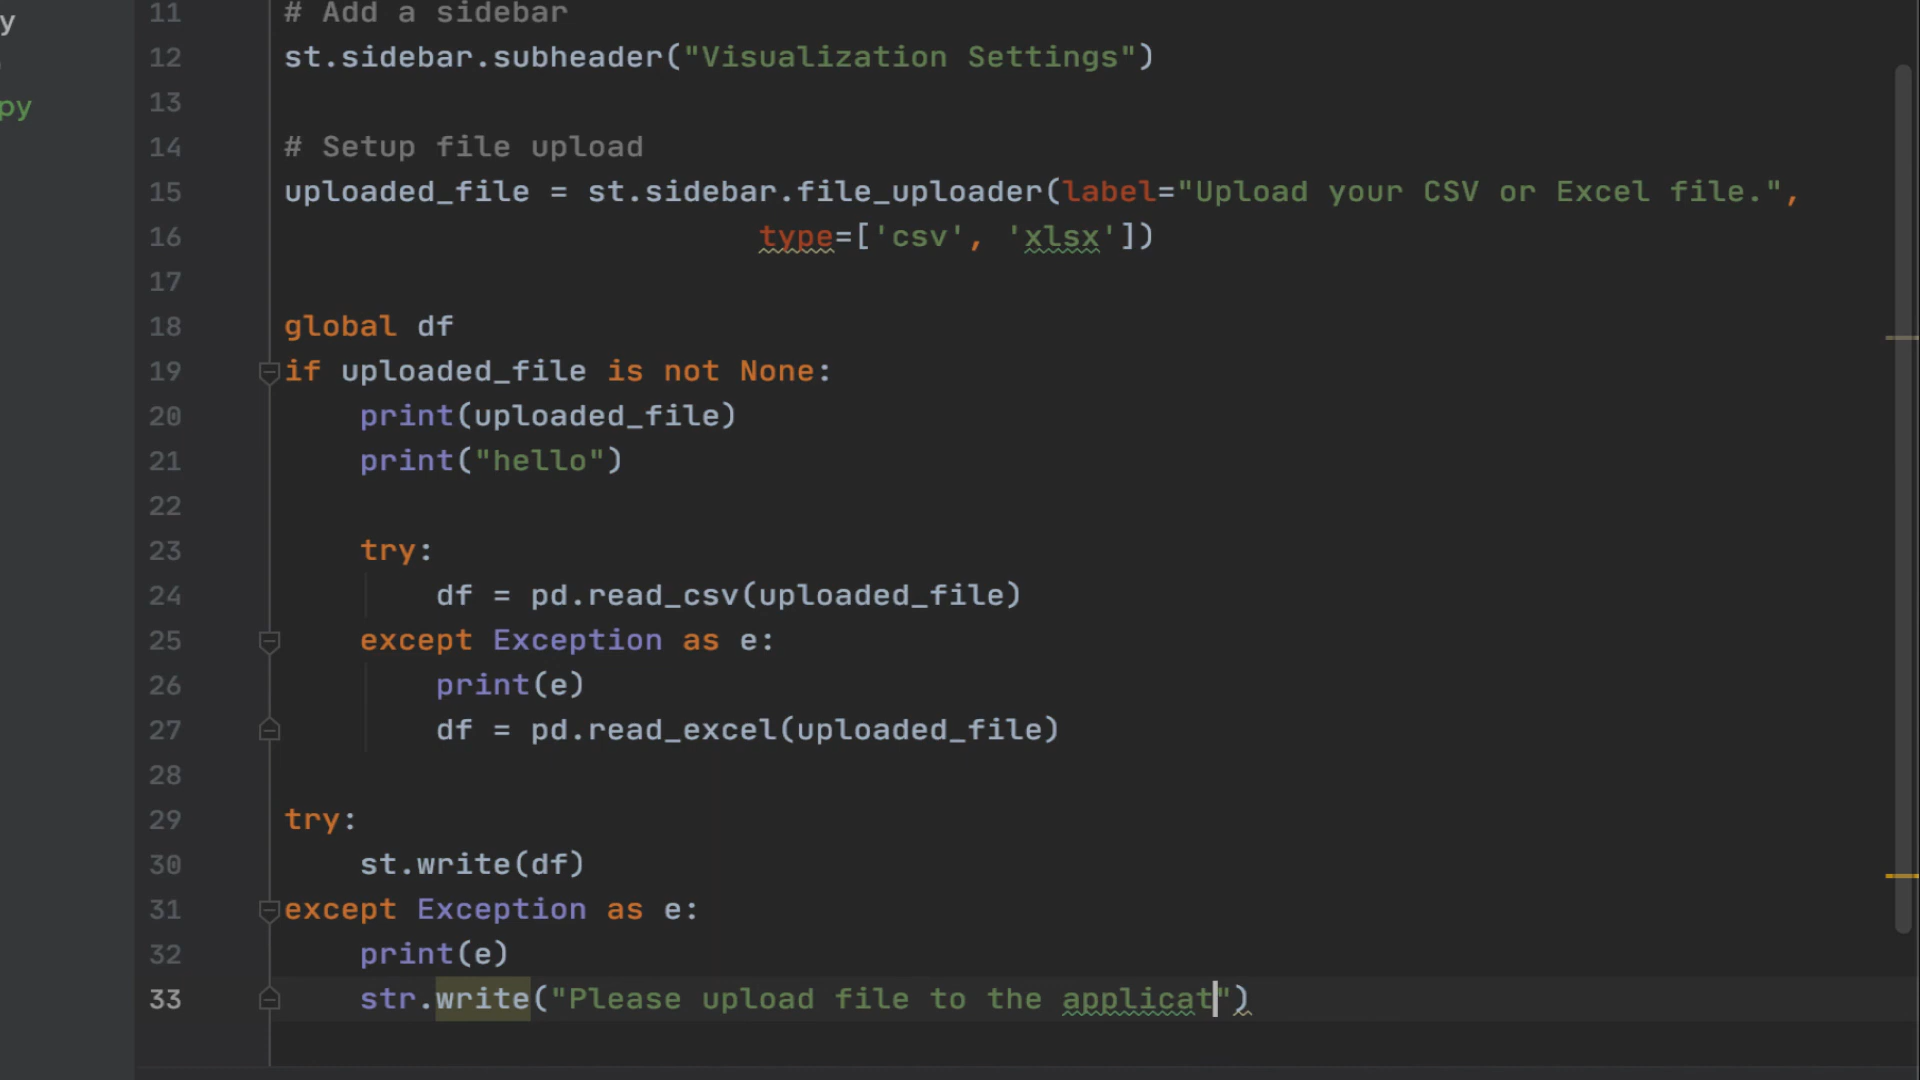 y
py
11 # Add a sidebar
12 st.sidebar.subheader("Visualization Settings")
13
14 # Setup file upload
15 uploaded_file = st.sidebar.file_uploader(label="Upload your CSV or Excel file.",
16 type=['csv', 'xlsx'])
17
18 global df
19 if uploaded_file is not None:
20 print(uploaded_file)
21 print("hello")
22
23 try:
24 df = pd.read_csv(uploaded_file)
25 except Exception as e:
26 print(e)
27 df = pd.read_excel(uploaded_file)
28
29 try:
30 st.write(df)
31 except Exception as e:
32 print(e)
33 str.write("Please upload file to the applicat")